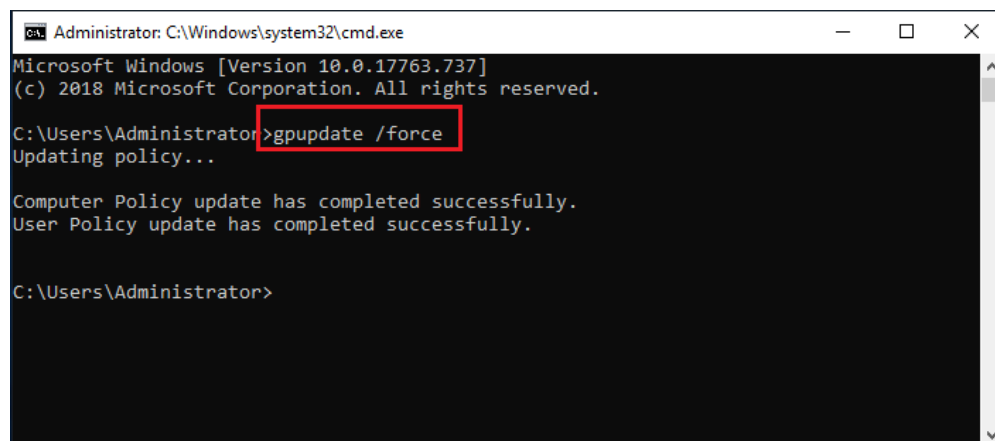 Administrator: C:\Windows\system32\cmd.exe
Microsoft Windows [Version 10.0.17763.737]
(c) 2018 Microsoft Corporation. All rights reserved.
C:\Users\Administrator>gpupdate /force
Updating policy...
Computer Policy update has completed successfully.
User Policy update has completed successfully.
C:\Users\Administrator>